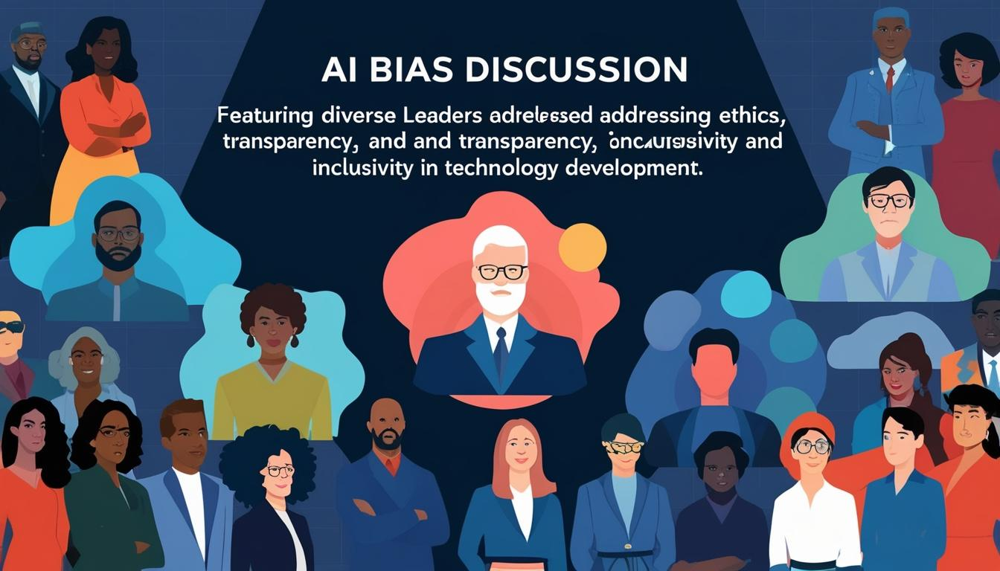 AI BIAS DISCUSSION
Featuring diverse Leaders addressing ethics,
transparency, and and transparency, and
inclusivity in technology development.